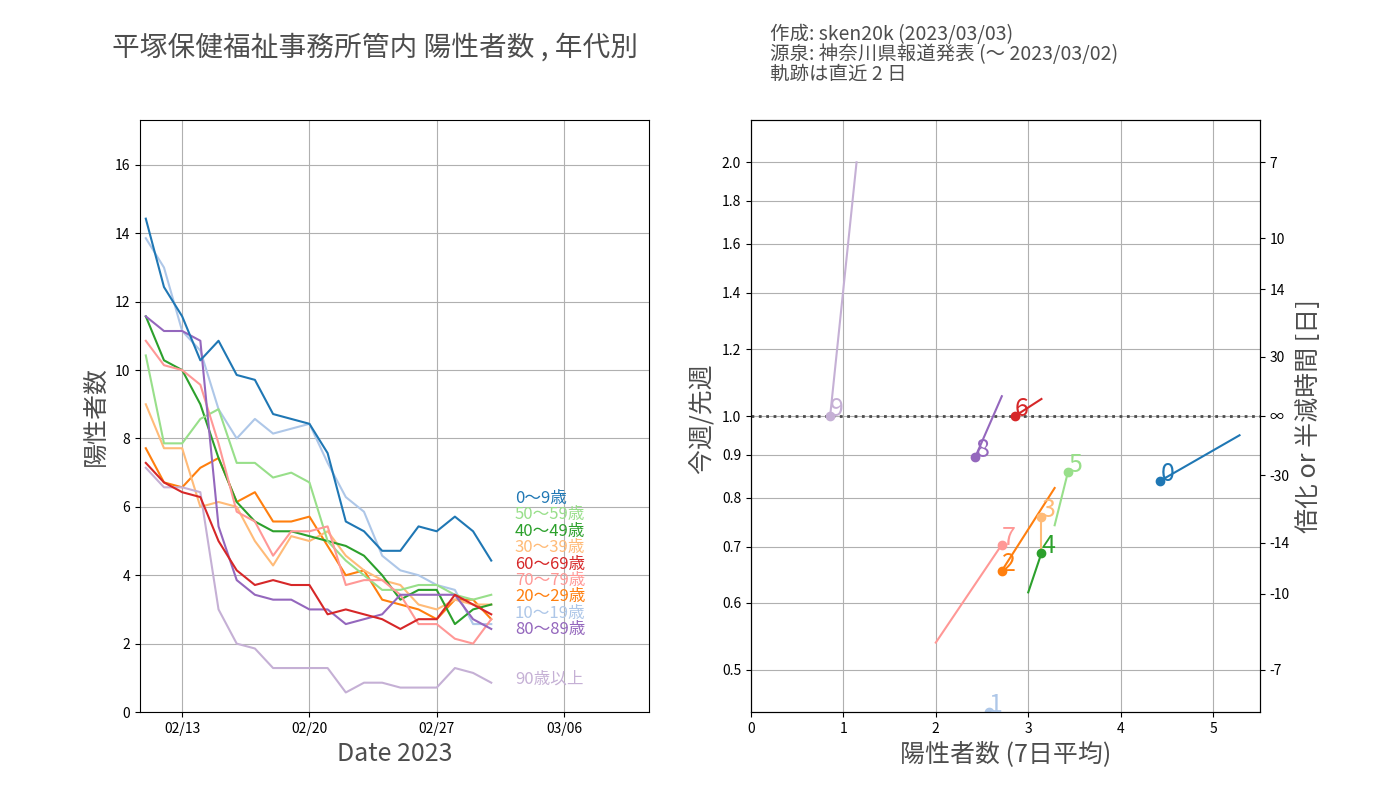 平塚保健福祉事務所管内 陽性者数 , 年代別
作成: sken20k (2023/03/03)
源泉: 神奈川県報道発表 (〜 2023/03/02)
軌跡は直近 2 日
陽性者数
16
14
12
10
8
6
4
2
0
02/13
02/20
02/27
03/06
Date 2023
0〜9歳
50〜59歳
40〜49歳
30〜39歳
60〜69歳
70〜79歳
20〜29歳
10〜19歳
80〜89歳
90歳以上
今週/先週
2.0
1.8
1.6
1.4
1.2
1.0
0.9
0.8
0.7
0.6
0.5
9
6
8
5
0
3
7
4
2
1
0
1
2
3
4
5
陽性者数 (7日平均)
7
10
14
30
∞
-30
-14
-10
-7
倍化 or 半減時間 [日]